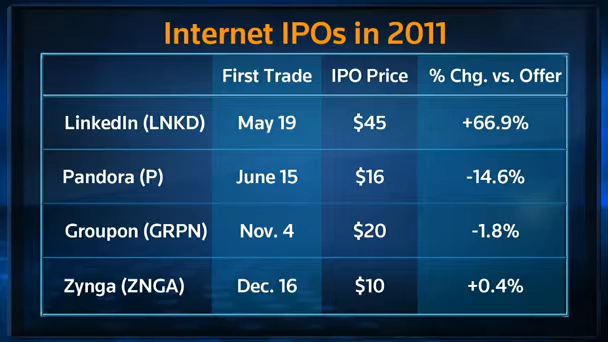 Internet IPOs in 2011
First Trade IPO Price % Chg. vs. Offer
LinkedIn (LNKD) May 19 $45 +66.9%
Pandora (P) June 15 $16 -14.6%
Groupon (GRPN) Nov. 4 $20 -1.8%
Zynga (ZNGA) Dec. 16 $10 +0.4%